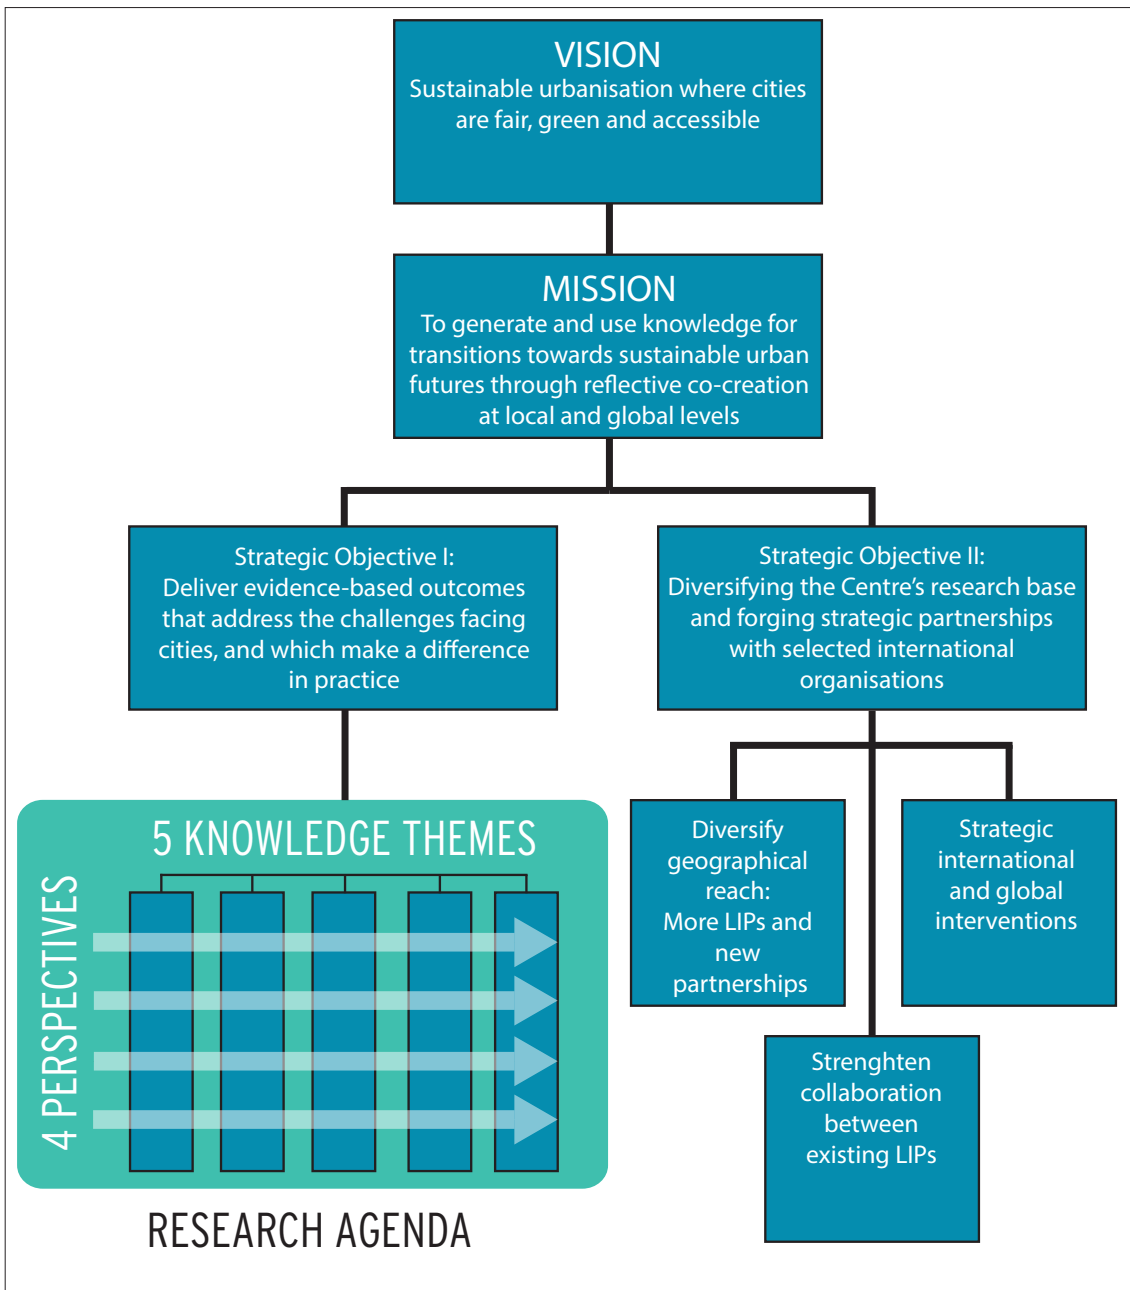 VISION
Sustainable urbanisation where cities
are fair, green and accessible
MISSION
To generate and use knowledge for
transitions towards sustainable urban
futures through reflective co-creation
at local and global levels
Strategic Objective I:
Deliver evidence-based outcomes
that address the challenges facing
cities, and which make a difference
in practice
Strategic Objective II:
Diversifying the Centre's research base
and forging strategic partnerships
with selected international
organisations
5 KNOWLEDGE THEMES
4 PERSPECTIVES
RESEARCH AGENDA
Diversify
geographical
reach:
More LIPs and
new
partnerships
Strategic
international
and global
interventions
Strenghten
collaboration
between
existing LIPs